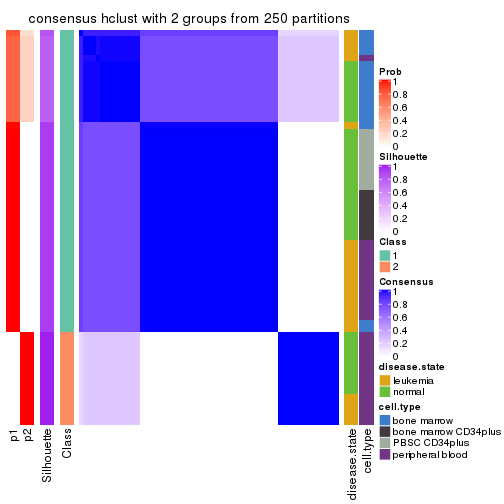 consensus hclust with 2 groups from 250 partitions
Prob
1
0.8
0.6
0.4
0.2
0
Silhouette
1
0.8
0.6
0.4
0.2
0
Class
1
2
Consensus
1
0.8
0.6
0.4
0.2
0
disease.state
leukemia
normal
cell.type
bone marrow
bone marrow CD34plus
PBSC CD34plus
peripheral blood
p1
p2
Silhouette
Class
disease.state
cell.type